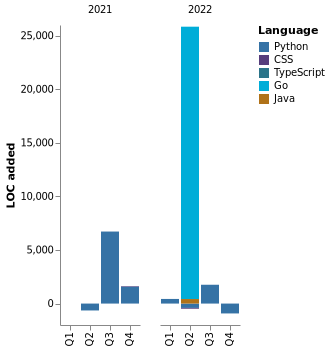 2021 2022
Language
Python
CSS
TypeScript
Go
Java
LOC added
25,000
20,000
15,000
10,000
5,000
0
Q1 Q2 Q3 Q4 Q1 Q2 Q3 Q4